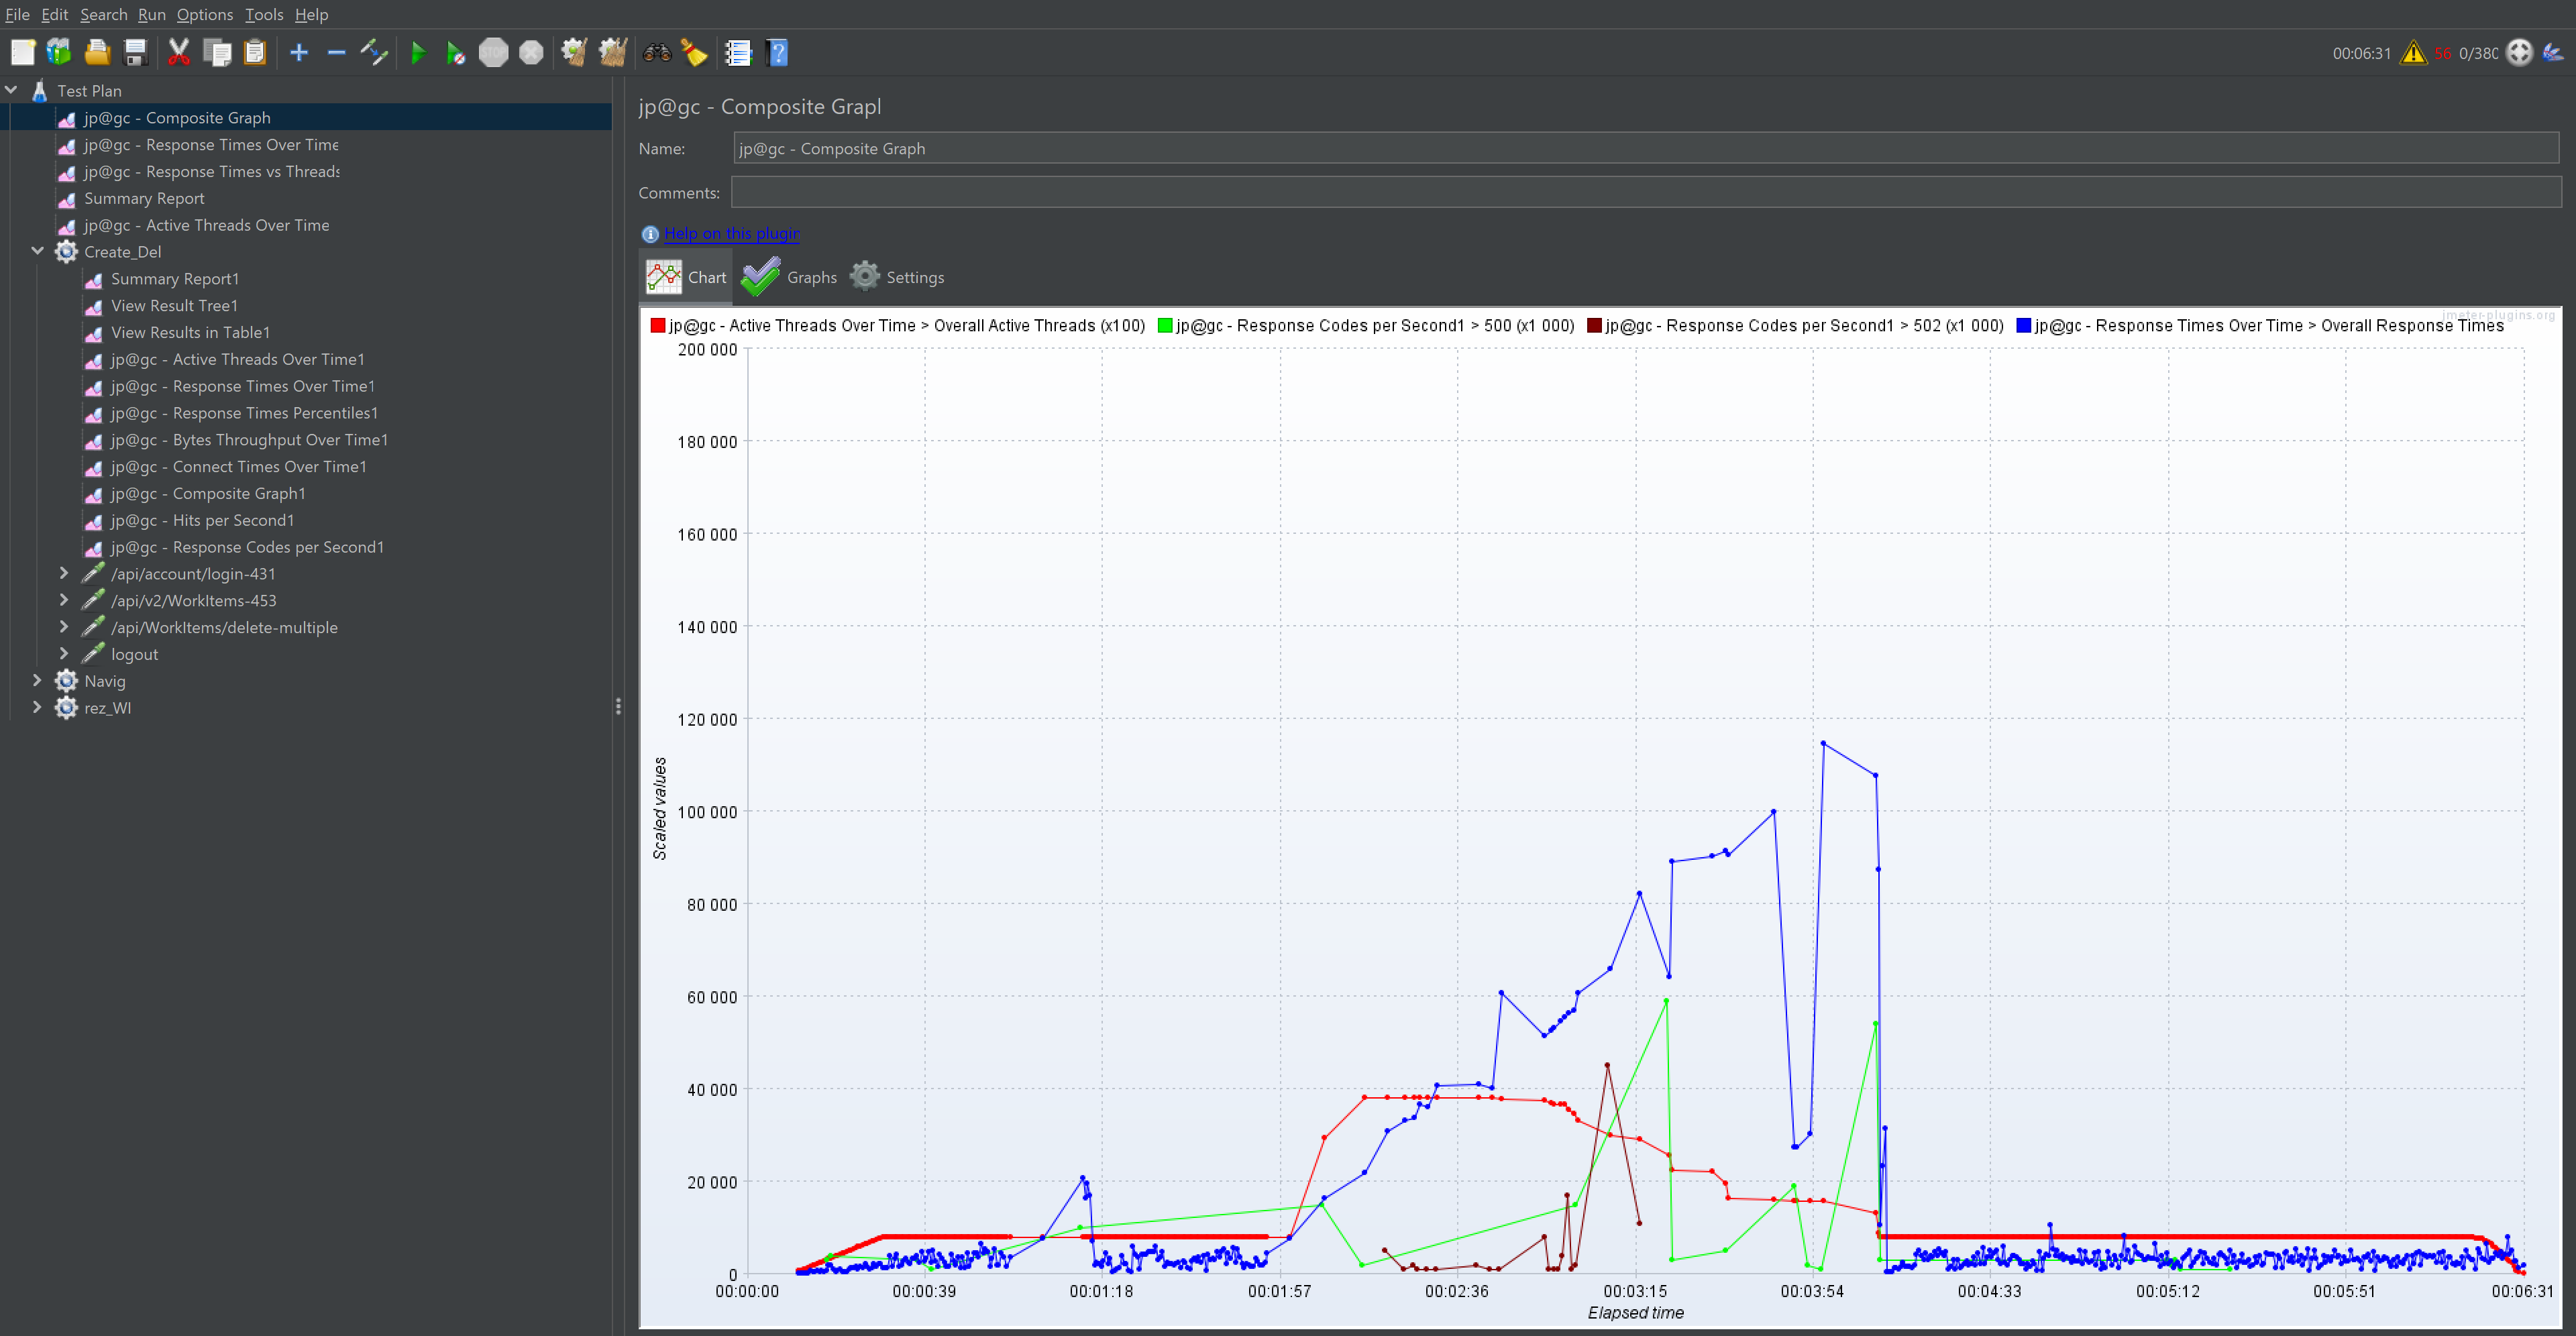 File Edit Search Run Options Tools Help
00:06:31 56 0/380
Test Plan
jp@gc - Composite Graph
jp@gc - Response Times Over Time
jp@gc - Response Times vs Threads
Summary Report
jp@gc - Active Threads Over Time
Create_Del
Summary Report1
View Result Tree1
View Results in Table1
jp@gc - Active Threads Over Time1
jp@gc - Response Times Over Time1
jp@gc - Response Times Percentiles1
jp@gc - Bytes Throughput Over Time1
jp@gc - Connect Times Over Time1
jp@gc - Composite Graph1
jp@gc - Hits per Second1
jp@gc - Response Codes per Second1
/api/account/login-431
/api/v2/WorkItems-453
/api/WorkItems/delete-multiple
logout
Navig
rez_WI
jp@gc - Composite Grapl
Name: jp@gc - Composite Graph
Comments:
Help on this plugin
Chart Graphs Settings
jmeter-plugins.org
jp@gc - Active Threads Over Time > Overall Active Threads (x100) jp@gc - Response Codes per Second1 > 500 (x1 000) jp@gc - Response Codes per Second1 > 502 (x1 000) jp@gc - Response Times Over Time > Overall Response Times
200 000
180 000
160 000
140 000
120 000
100 000
80 000
60 000
40 000
20 000
0
Scaled values
00:00:00 00:00:39 00:01:18 00:01:57 00:02:36 00:03:15 00:03:54 00:04:33 00:05:12 00:05:51 00:06:31
Elapsed time